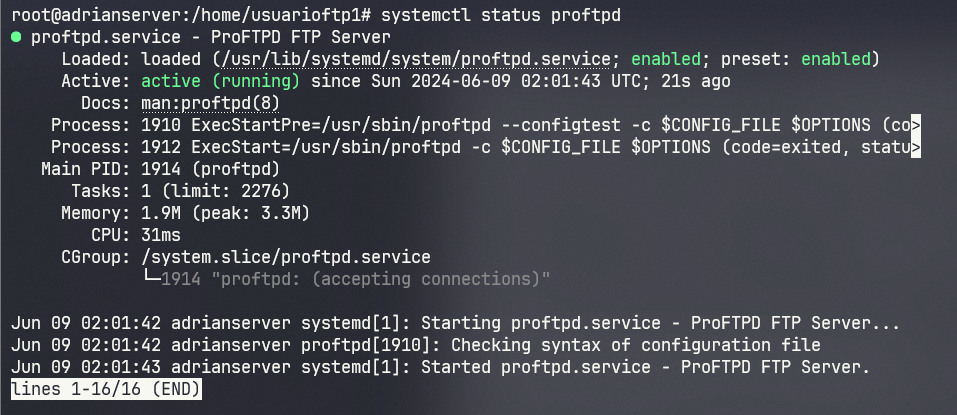 root@adrianserver:/home/usuarioftp1# systemctl status proftpd
● proftpd.service - ProFTPD FTP Server
     Loaded: loaded (/usr/lib/systemd/system/proftpd.service; enabled; preset: enabled)
     Active: active (running) since Sun 2024-06-09 02:01:43 UTC; 21s ago
       Docs: man:proftpd(8)
    Process: 1910 ExecStartPre=/usr/sbin/proftpd --configtest -c $CONFIG_FILE $OPTIONS (co>
    Process: 1912 ExecStart=/usr/sbin/proftpd -c $CONFIG_FILE $OPTIONS (code=exited, statu>
   Main PID: 1914 (proftpd)
      Tasks: 1 (limit: 2276)
     Memory: 1.9M (peak: 3.3M)
        CPU: 31ms
     CGroup: /system.slice/proftpd.service
             └─1914 "proftpd: (accepting connections)"

Jun 09 02:01:42 adrianserver systemd[1]: Starting proftpd.service - ProFTPD FTP Server...
Jun 09 02:01:42 adrianserver proftpd[1910]: Checking syntax of configuration file
Jun 09 02:01:43 adrianserver systemd[1]: Started proftpd.service - ProFTPD FTP Server.
lines 1-16/16 (END)